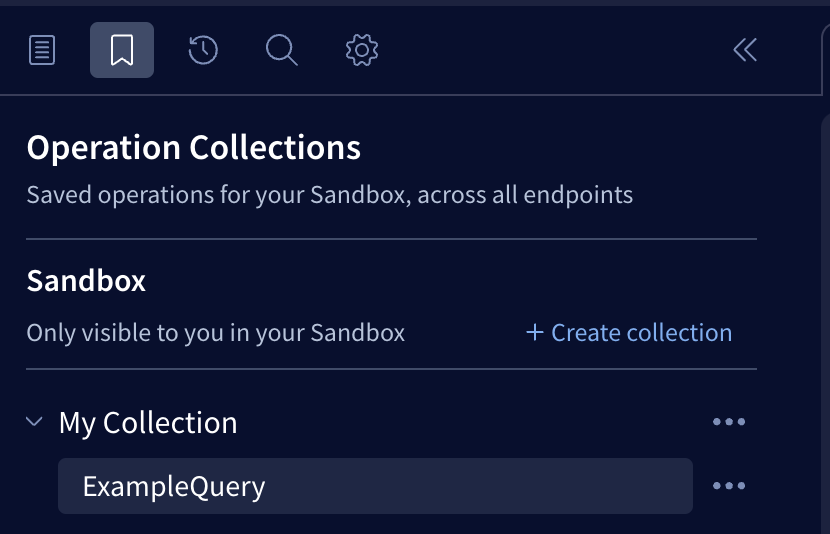 Operation Collections
Saved operations for your Sandbox, across all endpoints
Sandbox
Only visible to you in your Sandbox
+ Create collection
My Collection
ExampleQuery